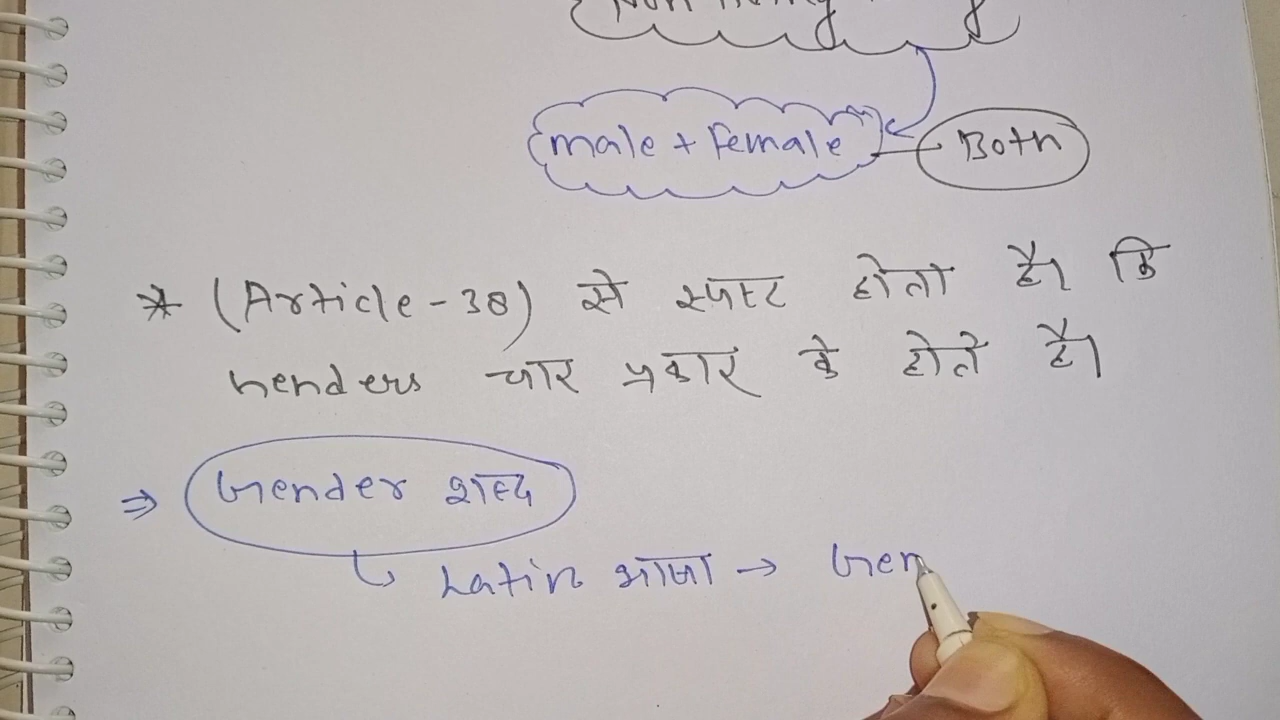 male + Female Both
* (Article-38) से स्पष्ट होता है। कि
Genders चार प्रकार के होते है।
⇒ Gender शब्द
Latin भाषा → Gen